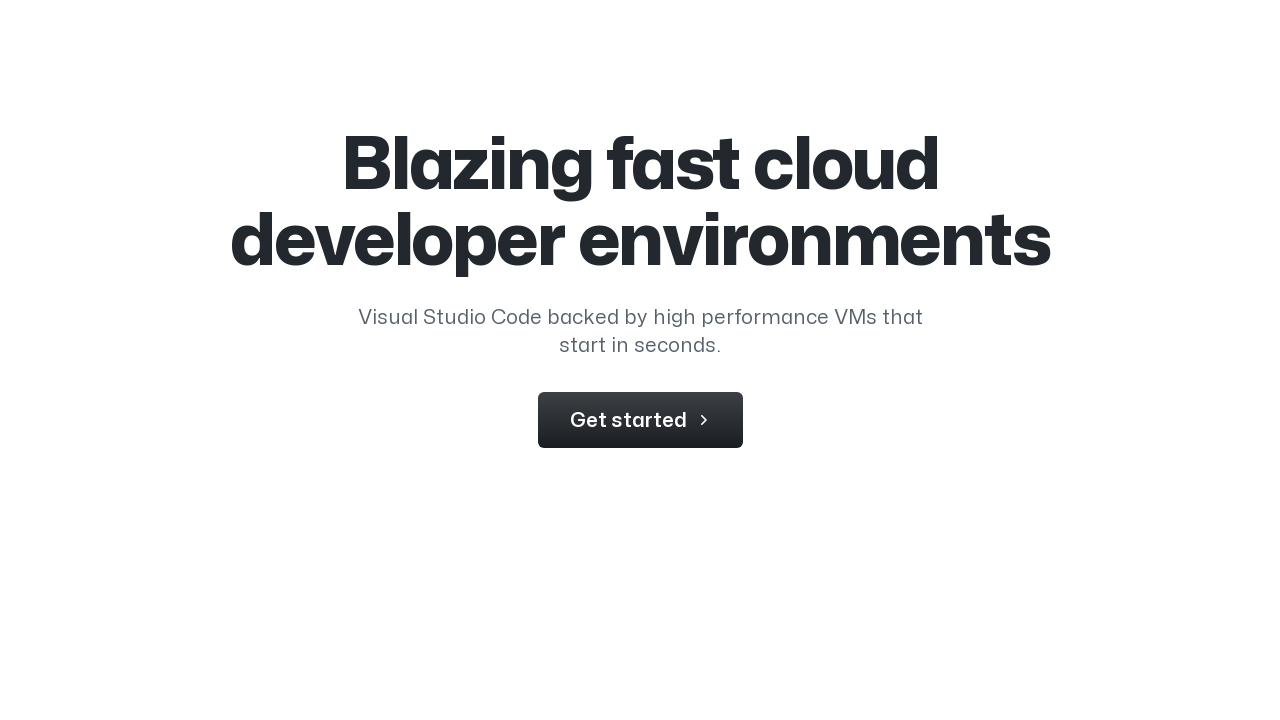 Blazing fast cloud
developer environments
Visual Studio Code backed by high performance VMs that
start in seconds.
Get started